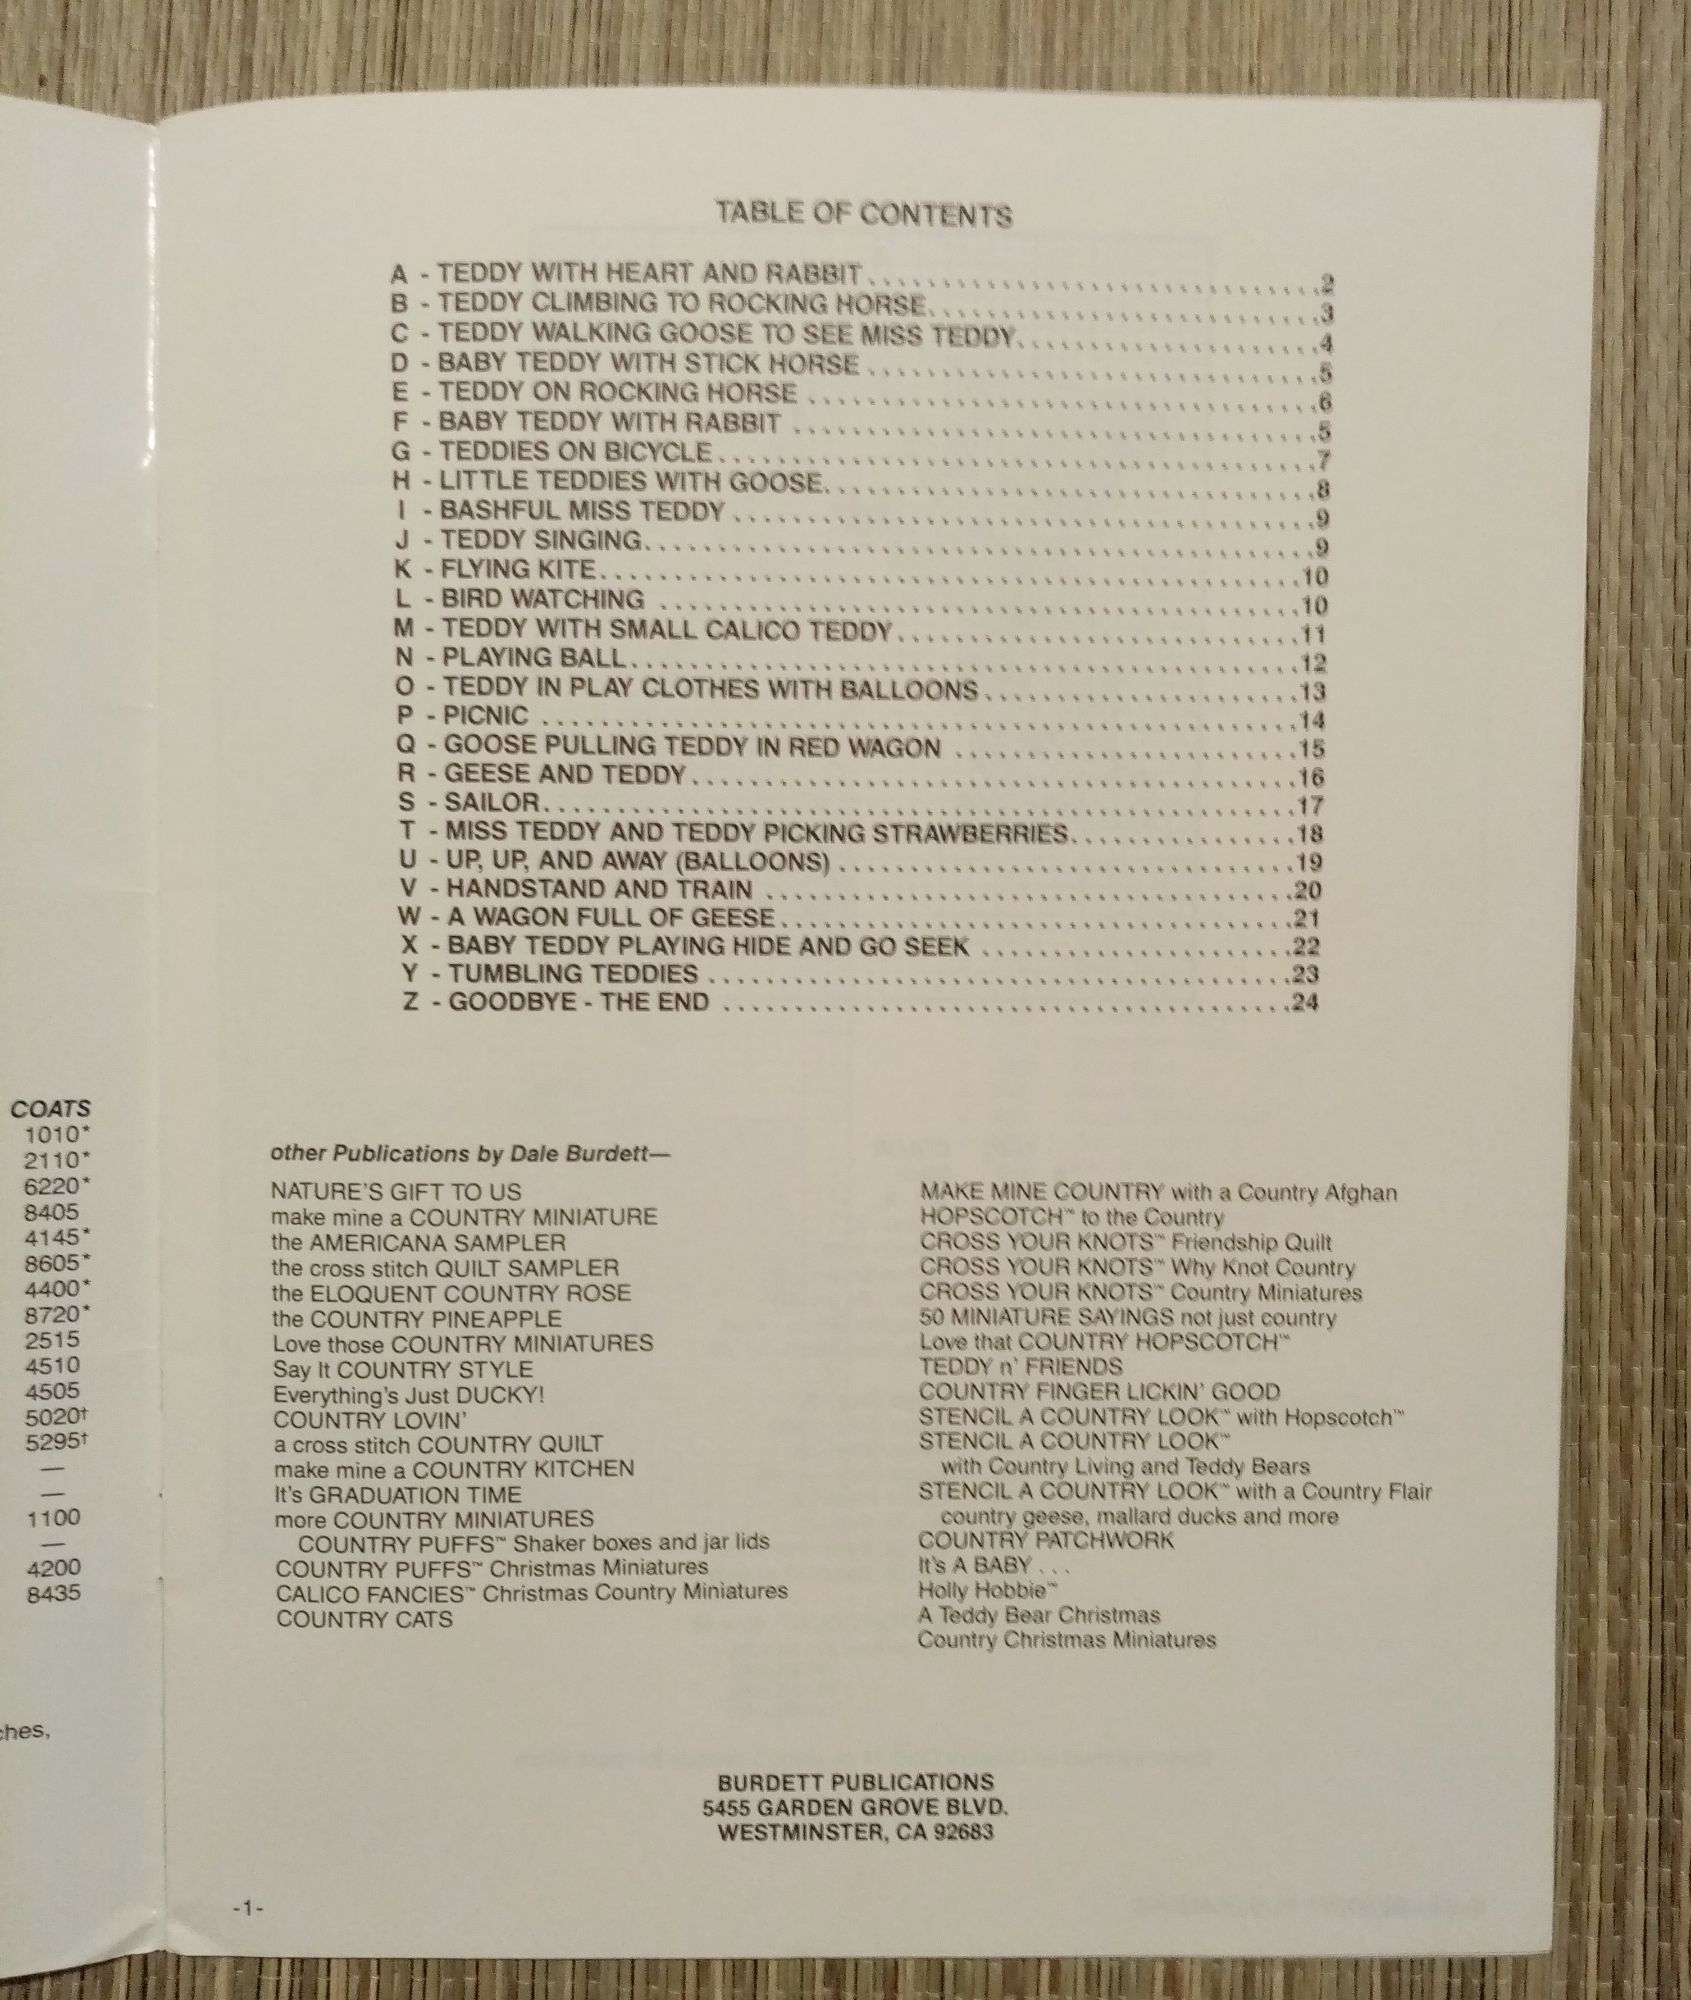 TABLE OF CONTENTS
A - TEDDY WITH HEART AND RABBIT..............................2
B - TEDDY CLIMBING TO ROCKING HORSE..........................3
C - TEDDY WALKING GOOSE TO SEE MISS TEDDY....................4
D - BABY TEDDY WITH STICK HORSE..............................5
E - TEDDY ON ROCKING HORSE..................................6
F - BABY TEDDY WITH RABBIT..................................5
G - TEDDIES ON BICYCLE......................................7
H - LITTLE TEDDIES WITH GOOSE...............................8
I - BASHFUL MISS TEDDY......................................9
J - TEDDY SINGING...........................................9
K - FLYING KITE............................................10
L - BIRD WATCHING..........................................10
M - TEDDY WITH SMALL CALICO TEDDY..........................11
N - PLAYING BALL...........................................12
O - TEDDY IN PLAY CLOTHES WITH BALLOONS....................13
P - PICNIC.................................................14
Q - GOOSE PULLING TEDDY IN RED WAGON.......................15
R - GEESE AND TEDDY........................................16
S - SAILOR.................................................17
T - MISS TEDDY AND TEDDY PICKING STRAWBERRIES..............18
U - UP, UP, AND AWAY (BALLOONS)............................19
V - HANDSTAND AND TRAIN....................................20
W - A WAGON FULL OF GEESE..................................21
X - BABY TEDDY PLAYING HIDE AND GO SEEK....................22
Y - TUMBLING TEDDIES.......................................23
Z - GOODBYE - THE END......................................24
COATS
1010*
2110*
6220*
8405
4145*
8605*
4400*
8720*
2515
4510
4505
5020†
5295†
—
—
1100
—
4200
8435
other Publications by Dale Burdett—
NATURE'S GIFT TO US
make mine a COUNTRY MINIATURE
the AMERICANA SAMPLER
the cross stitch QUILT SAMPLER
the ELOQUENT COUNTRY ROSE
the COUNTRY PINEAPPLE
Love those COUNTRY MINIATURES
Say It COUNTRY STYLE
Everything's Just DUCKY!
COUNTRY LOVIN'
a cross stitch COUNTRY QUILT
make mine a COUNTRY KITCHEN
It's GRADUATION TIME
more COUNTRY MINIATURES
COUNTRY PUFFS™ Shaker boxes and jar lids
COUNTRY PUFFS™ Christmas Miniatures
CALICO FANCIES™ Christmas Country Miniatures
COUNTRY CATS
MAKE MINE COUNTRY with a Country Afghan
HOPSCOTCH™ to the Country
CROSS YOUR KNOTS™ Friendship Quilt
CROSS YOUR KNOTS™ Why Knot Country
CROSS YOUR KNOTS™ Country Miniatures
50 MINIATURE SAYINGS not just country
Love that COUNTRY HOPSCOTCH™
TEDDY n' FRIENDS
COUNTRY FINGER LICKIN' GOOD
STENCIL A COUNTRY LOOK™ with Hopscotch™
STENCIL A COUNTRY LOOK™
with Country Living and Teddy Bears
STENCIL A COUNTRY LOOK™ with a Country Flair
country geese, mallard ducks and more
COUNTRY PATCHWORK
It's A BABY . . .
Holly Hobbie™
A Teddy Bear Christmas
Country Christmas Miniatures
BURDETT PUBLICATIONS
5455 GARDEN GROVE BLVD.
WESTMINSTER, CA 92683
-1-